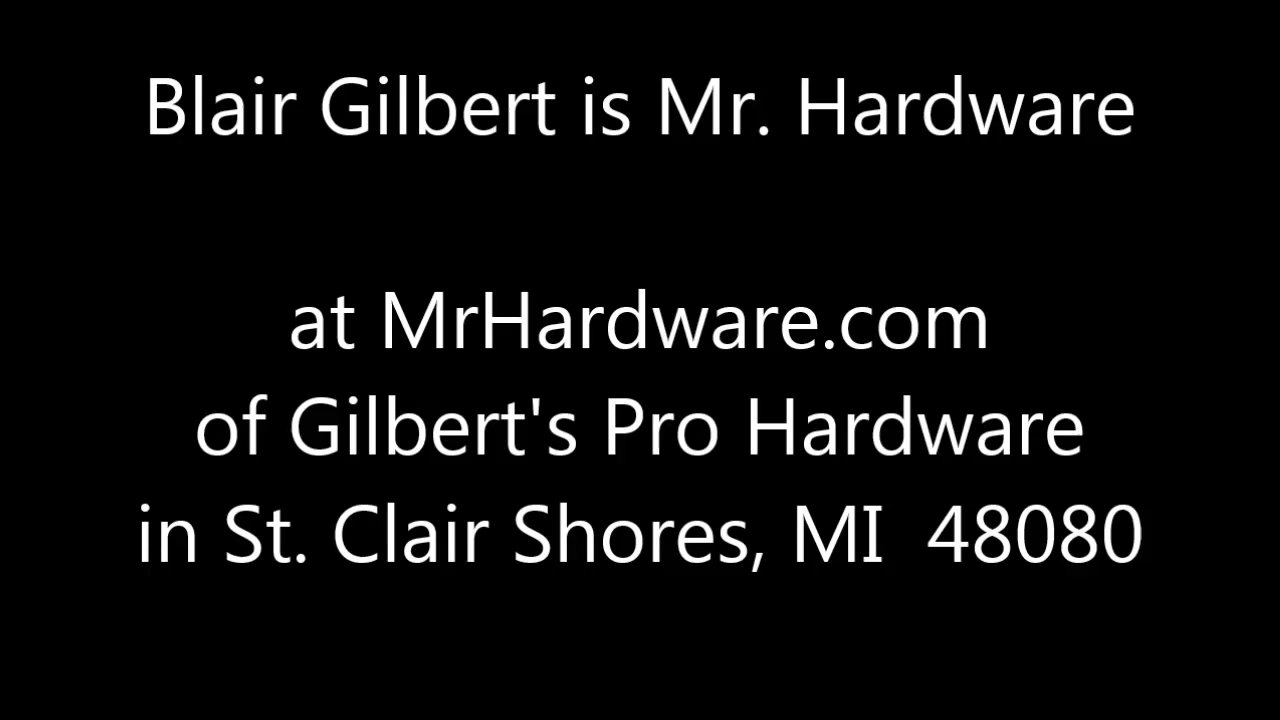 Blair Gilbert is Mr. Hardware
at MrHardware.com
of Gilbert's Pro Hardware
in St. Clair Shores, MI  48080